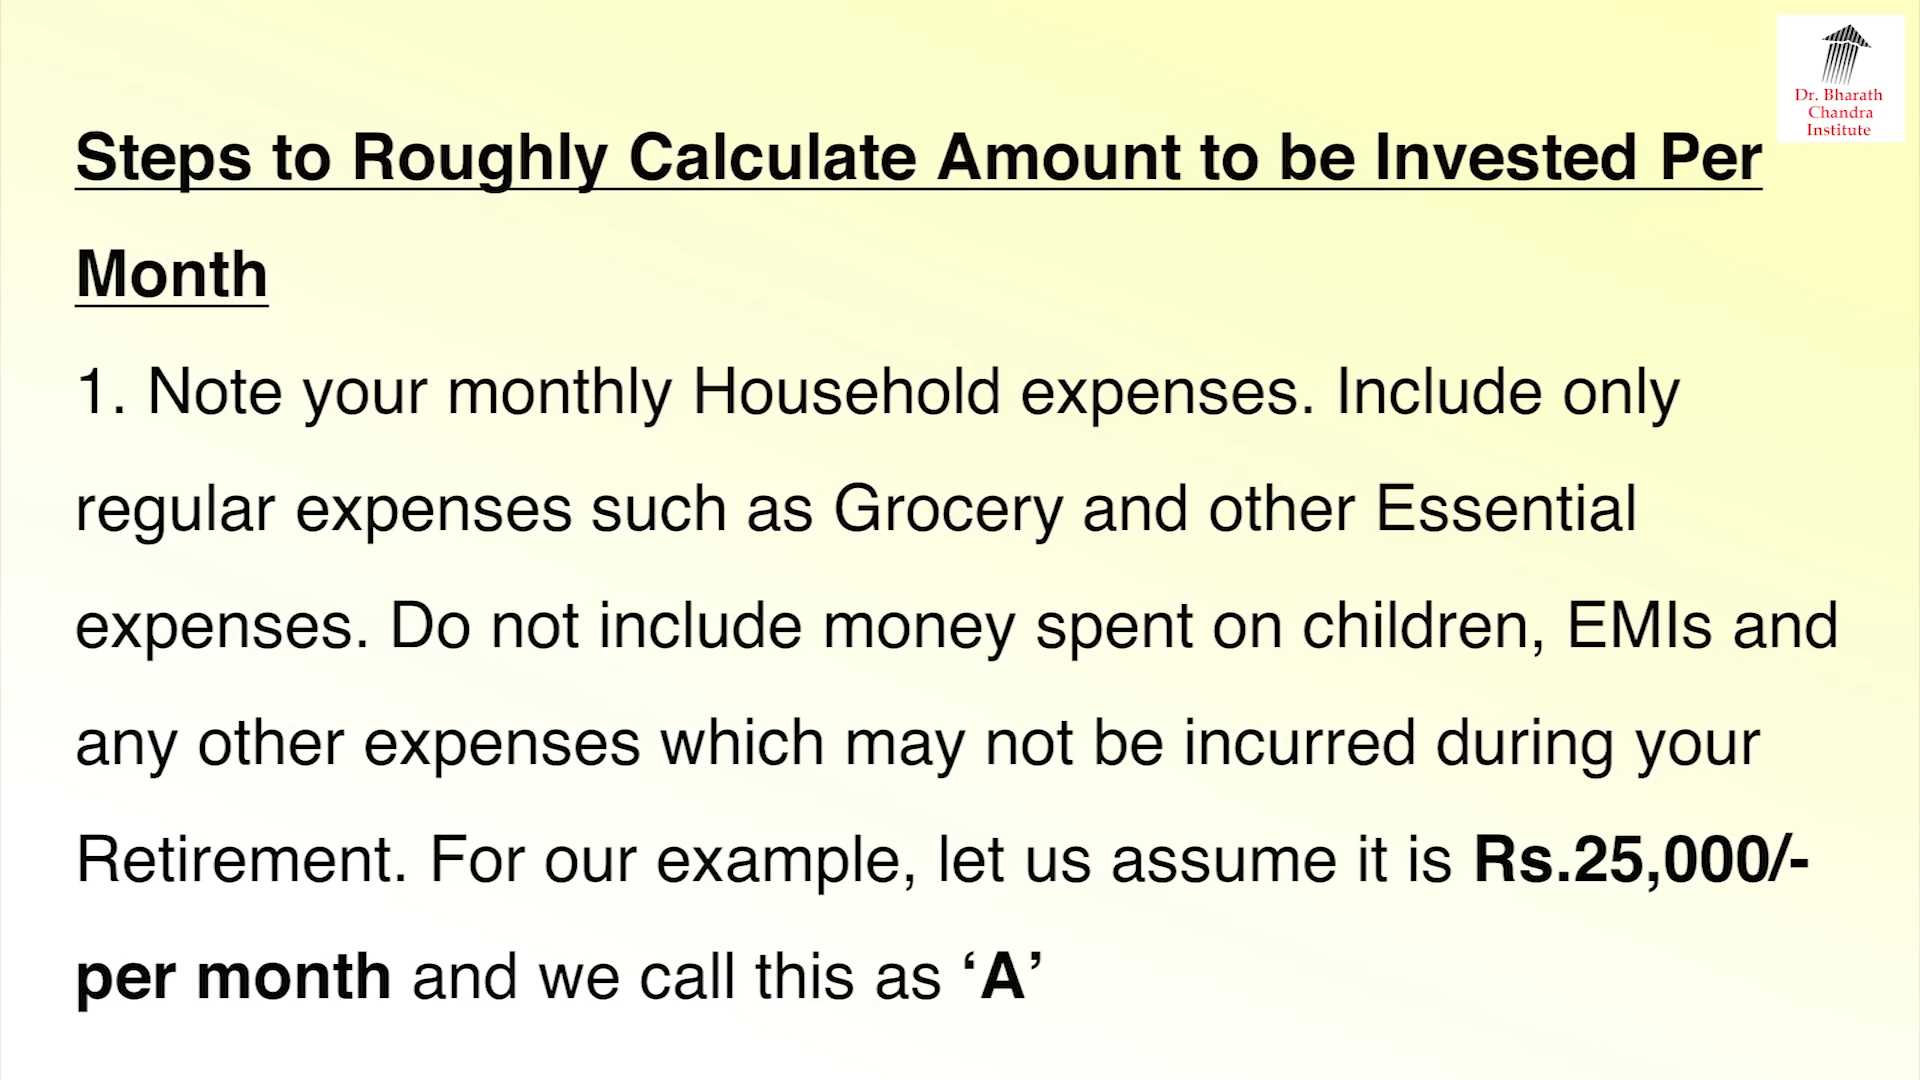 Dr. Bharath
Chandra
Institute
Steps to Roughly Calculate Amount to be Invested Per
Month
1. Note your monthly Household expenses. Include only
regular expenses such as Grocery and other Essential
expenses. Do not include money spent on children, EMIs and
any other expenses which may not be incurred during your
Retirement. For our example, let us assume it is Rs.25,000/-
per month and we call this as ‘A’